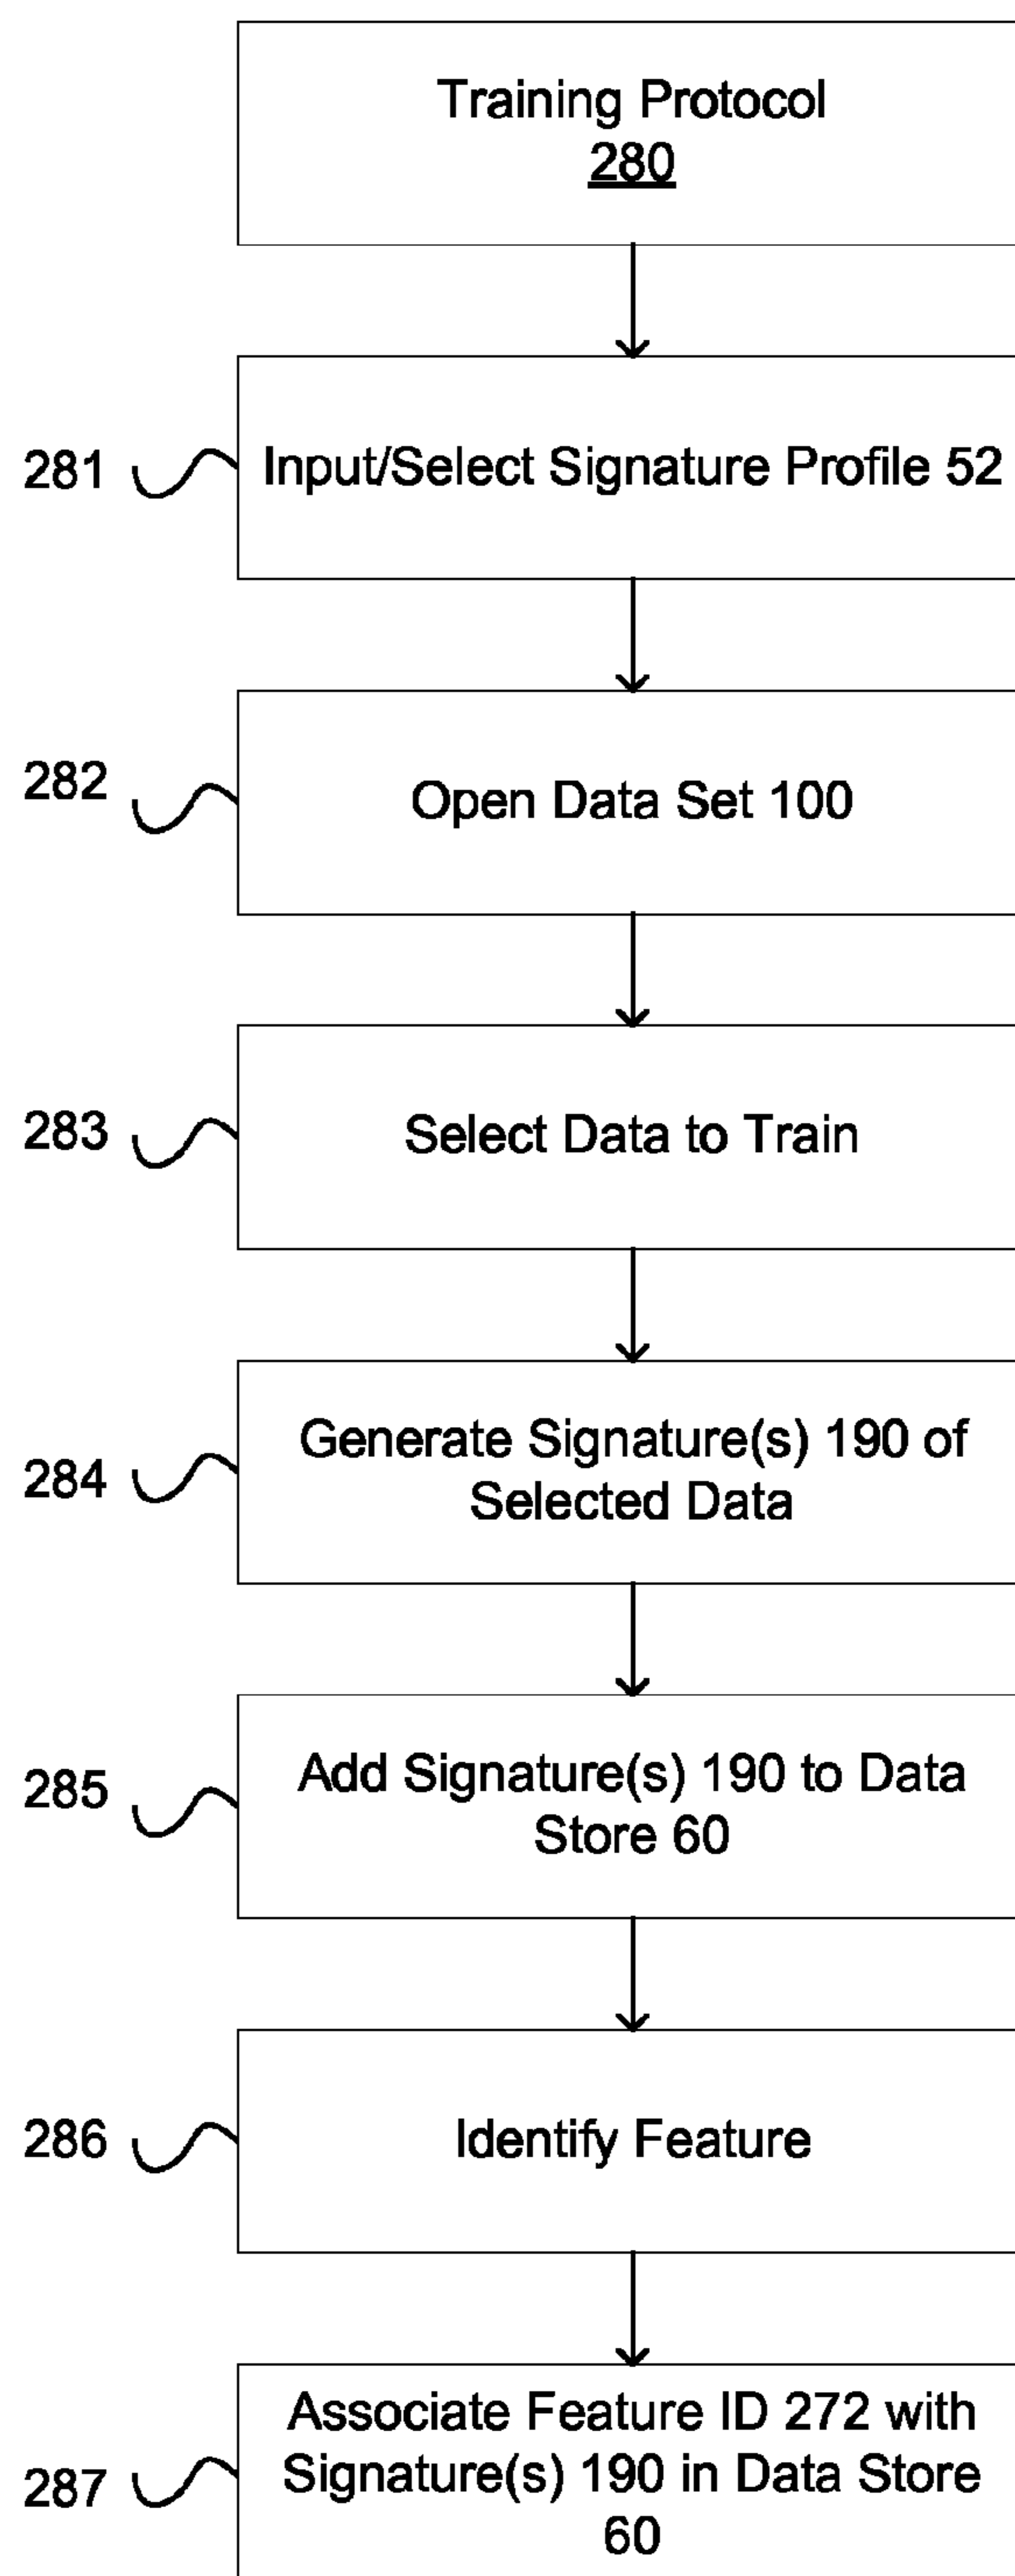 Training Protocol
280
281
Input/Select Signature Profile 52
282
Open Data Set 100
283
Select Data to Train
284
Generate Signature(s) 190 of
Selected Data
285
Add Signature(s) 190 to Data
Store 60
286
Identify Feature
287
Associate Feature ID 272 with
Signature(s) 190 in Data Store
60